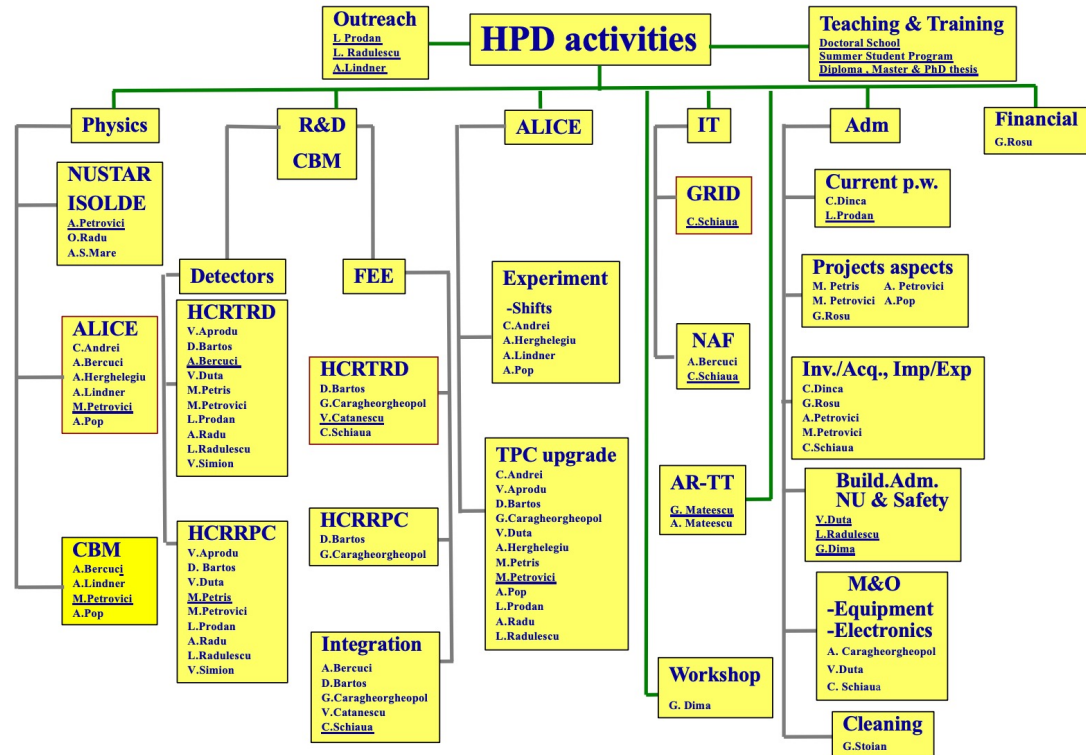 Outreach
L Prodan
L. Radulescu
A.Lindner
HPD activities
Teaching & Training
Doctoral School
Summer Student Program
Diploma , Master & PhD thesis
Physics
R&D
CBM
ALICE
IT
Adm
Financial
G.Rosu
NUSTAR
ISOLDE
A.Petrovici
O.Radu
A.S.Mare
ALICE
C.Andrei
A.Bercuci
A.Herghelegiu
A.Lindner
M.Petrovici
A.Pop
CBM
A.Bercuci
A.Lindner
M.Petrovici
A.Pop
Detectors
HCRTRD
V.Aprodu
D.Bartos
A.Bercuci
V.Duta
M.Petris
M.Petrovici
L.Prodan
A.Radu
L.Radulescu
V.Simion
HCRRPC
V.Aprodu
D. Bartos
V.Duta
M.Petris
M.Petrovici
L.Prodan
A.Radu
L.Radulescu
V.Simion
FEE
HCRTRD
D.Bartos
G.Caragheorgheopol
V.Catanescu
C.Schiaua
HCRRPC
D.Bartos
G.Caragheorgheopol
Integration
A.Bercuci
D.Bartos
G.Caragheorgheopol
V.Catanescu
C.Schiaua
Experiment
-Shifts
C.Andrei
A.Herghelegiu
A.Lindner
A.Pop
TPC upgrade
C.Andrei
V.Aprodu
D.Bartos
G.Caragheorgheopol
V.Duta
A.Herghelegiu
M.Petris
M.Petrovici
A.Pop
L.Prodan
A.Radu
L.Radulescu
GRID
C.Schiaua
NAF
A.Bercuci
C.Schiaua
AR-TT
G. Mateescu
A. Mateescu
Workshop
G. Dima
Current p.w.
C.Dinca
L.Prodan
Projects aspects
M. Petris A. Petrovici
M. Petrovici A.Pop
G.Rosu
Inv./Acq., Imp/Exp
C.Dinca
G.Rosu
A.Petrovici
M.Petrovici
C.Schiaua
Build.Adm.
NU & Safety
V.Duta
L.Radulescu
G.Dima
M&O
-Equipment
-Electronics
A. Caragheorgheopol
V.Duta
C. Schiaua
Cleaning
G.Stoian